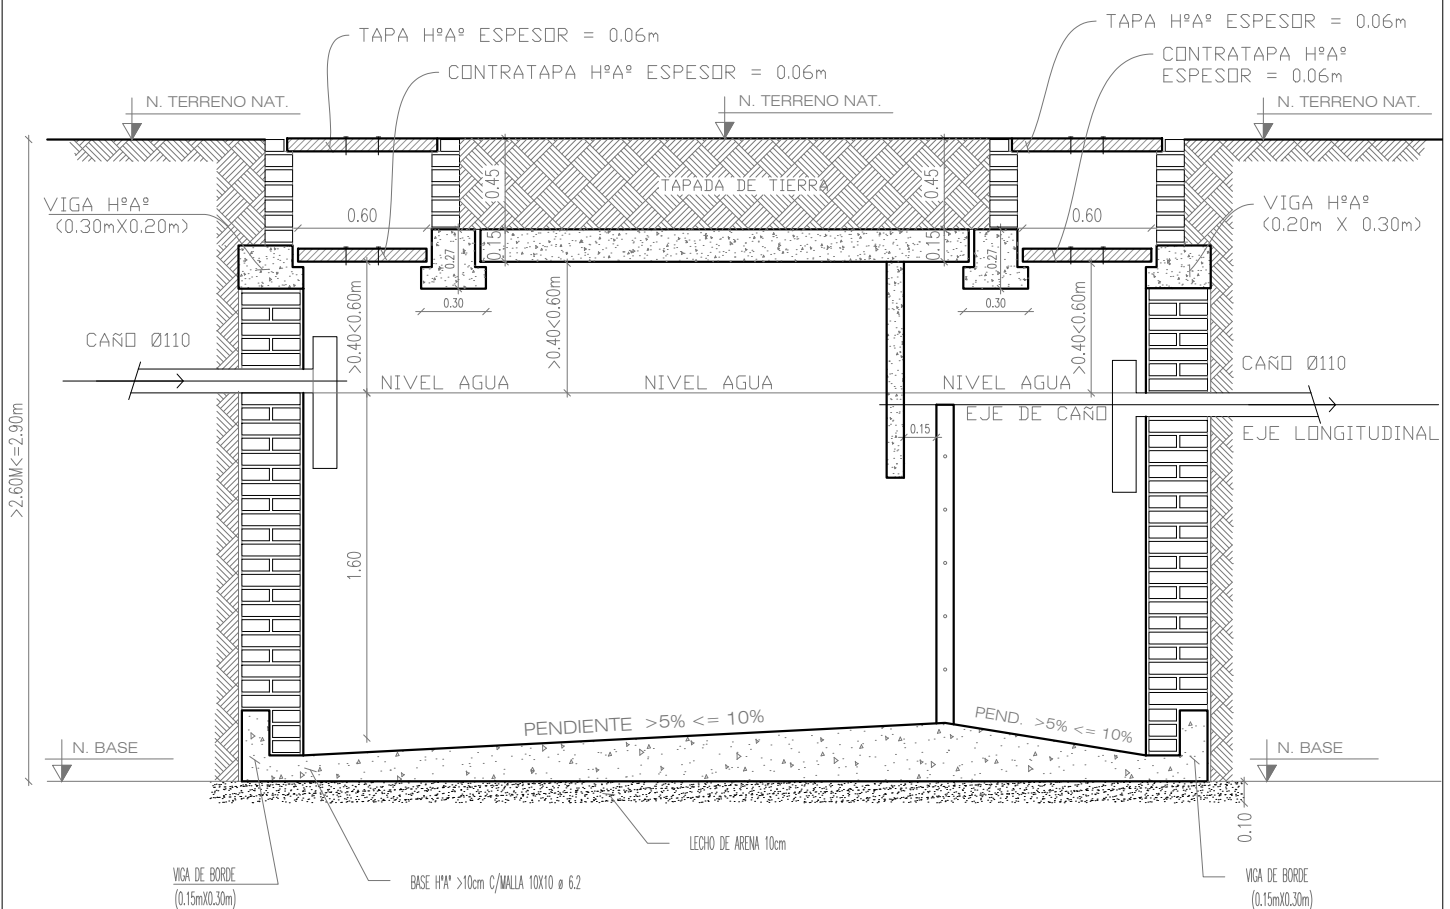 TAPA HºAº ESPESOR = 0.06m
CONTRATAPA HºAº ESPESOR = 0.06m
TAPA HºAº ESPESOR = 0.06m
CONTRATAPA HºAº
ESPESOR = 0.06m
N. TERRENO NAT.
N. TERRENO NAT.
N. TERRENO NAT.
0.45
TAPADA DE TIERRA
0.45
VIGA HºAº
(0.30mX0.20m)
0.60
0.60
VIGA HºAº
(0.20m X 0.30m)
0.15
0.15
0.27
0.27
0.30
0.30
>0.40<0.60m
>0.40<0.60m
>0.40<0.60m
CAÑO Ø110
CAÑO Ø110
NIVEL AGUA
NIVEL AGUA
NIVEL AGUA
EJE DE CAÑO
EJE LONGITUDINAL
0.15
>2.60M<=2.90m
1.60
PENDIENTE >5% <= 10%
PEND. >5% <= 10%
N. BASE
N. BASE
0.10
LECHO DE ARENA 10cm
VIGA DE BORDE
(0.15mX0.30m)
BASE HºAº >10cm C/MALLA 10X10 ø 6.2
VIGA DE BORDE
(0.15mX0.30m)